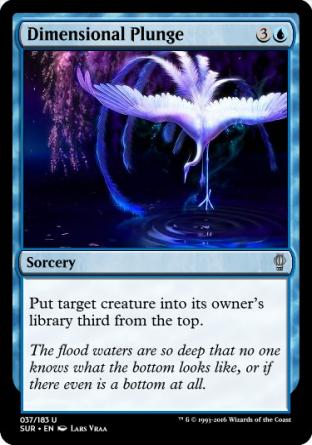 Dimensional Plunge 3
Sorcery
Put target creature into its owner's
library third from the top.
The flood waters are so deep that no one
knows what the bottom looks like, or if
there even is a bottom at all.
037/183 U
SUR • EN Lars Vraa
™ & © 1993-2016 Wizards of the Coast